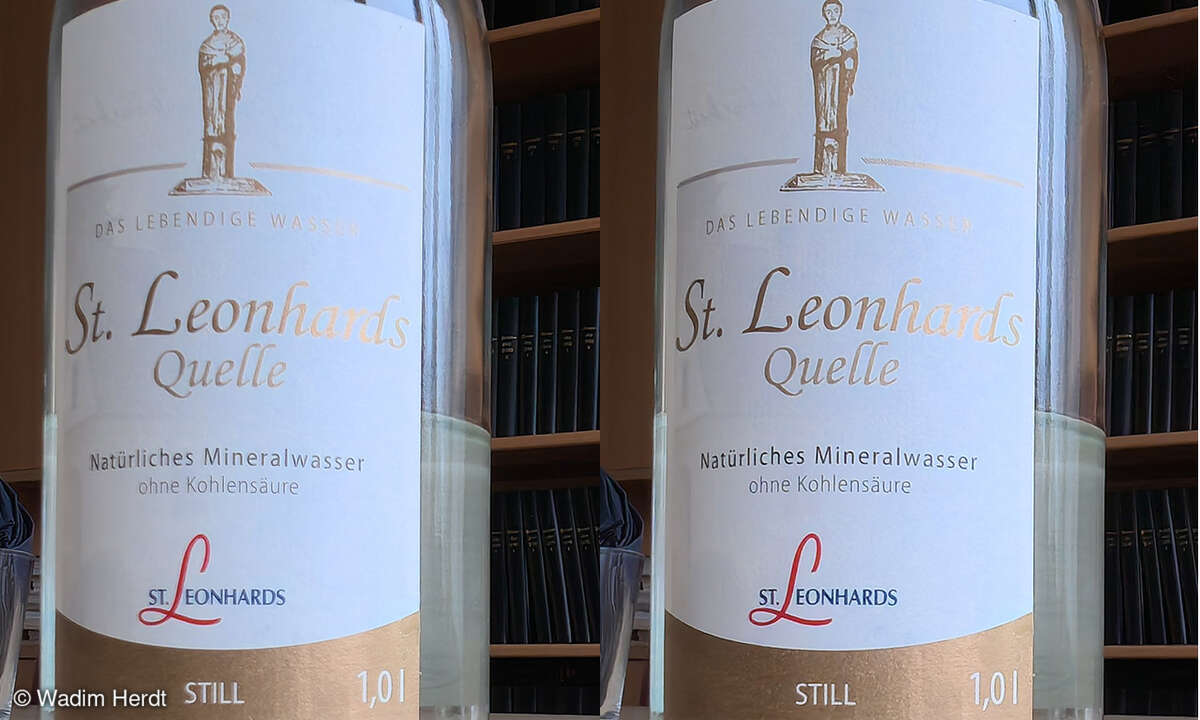 DAS LEBENDIGE WASSER
St. Leonhards
Quelle
Natürliches Mineralwasser
ohne Kohlensäure
ST. LEONHARDS
STILL 1,0 l
DAS LEBENDIGE WASSER
St. Leonhards
Quelle
Natürliches Mineralwasser
ohne Kohlensäure
ST. LEONHARDS
STILL 1,0 l
© Wadim Herdt